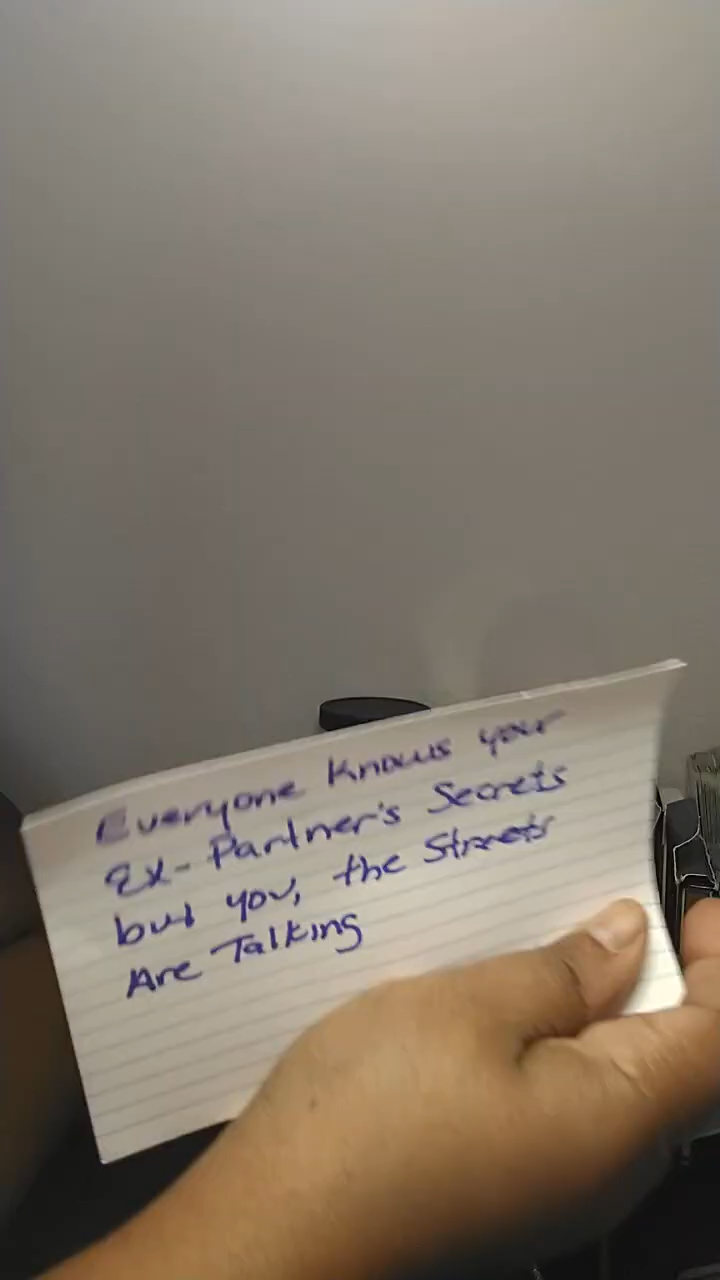 Everyone Knows your
Ex-Partner's Secrets
but you, the Streets
Are Talking